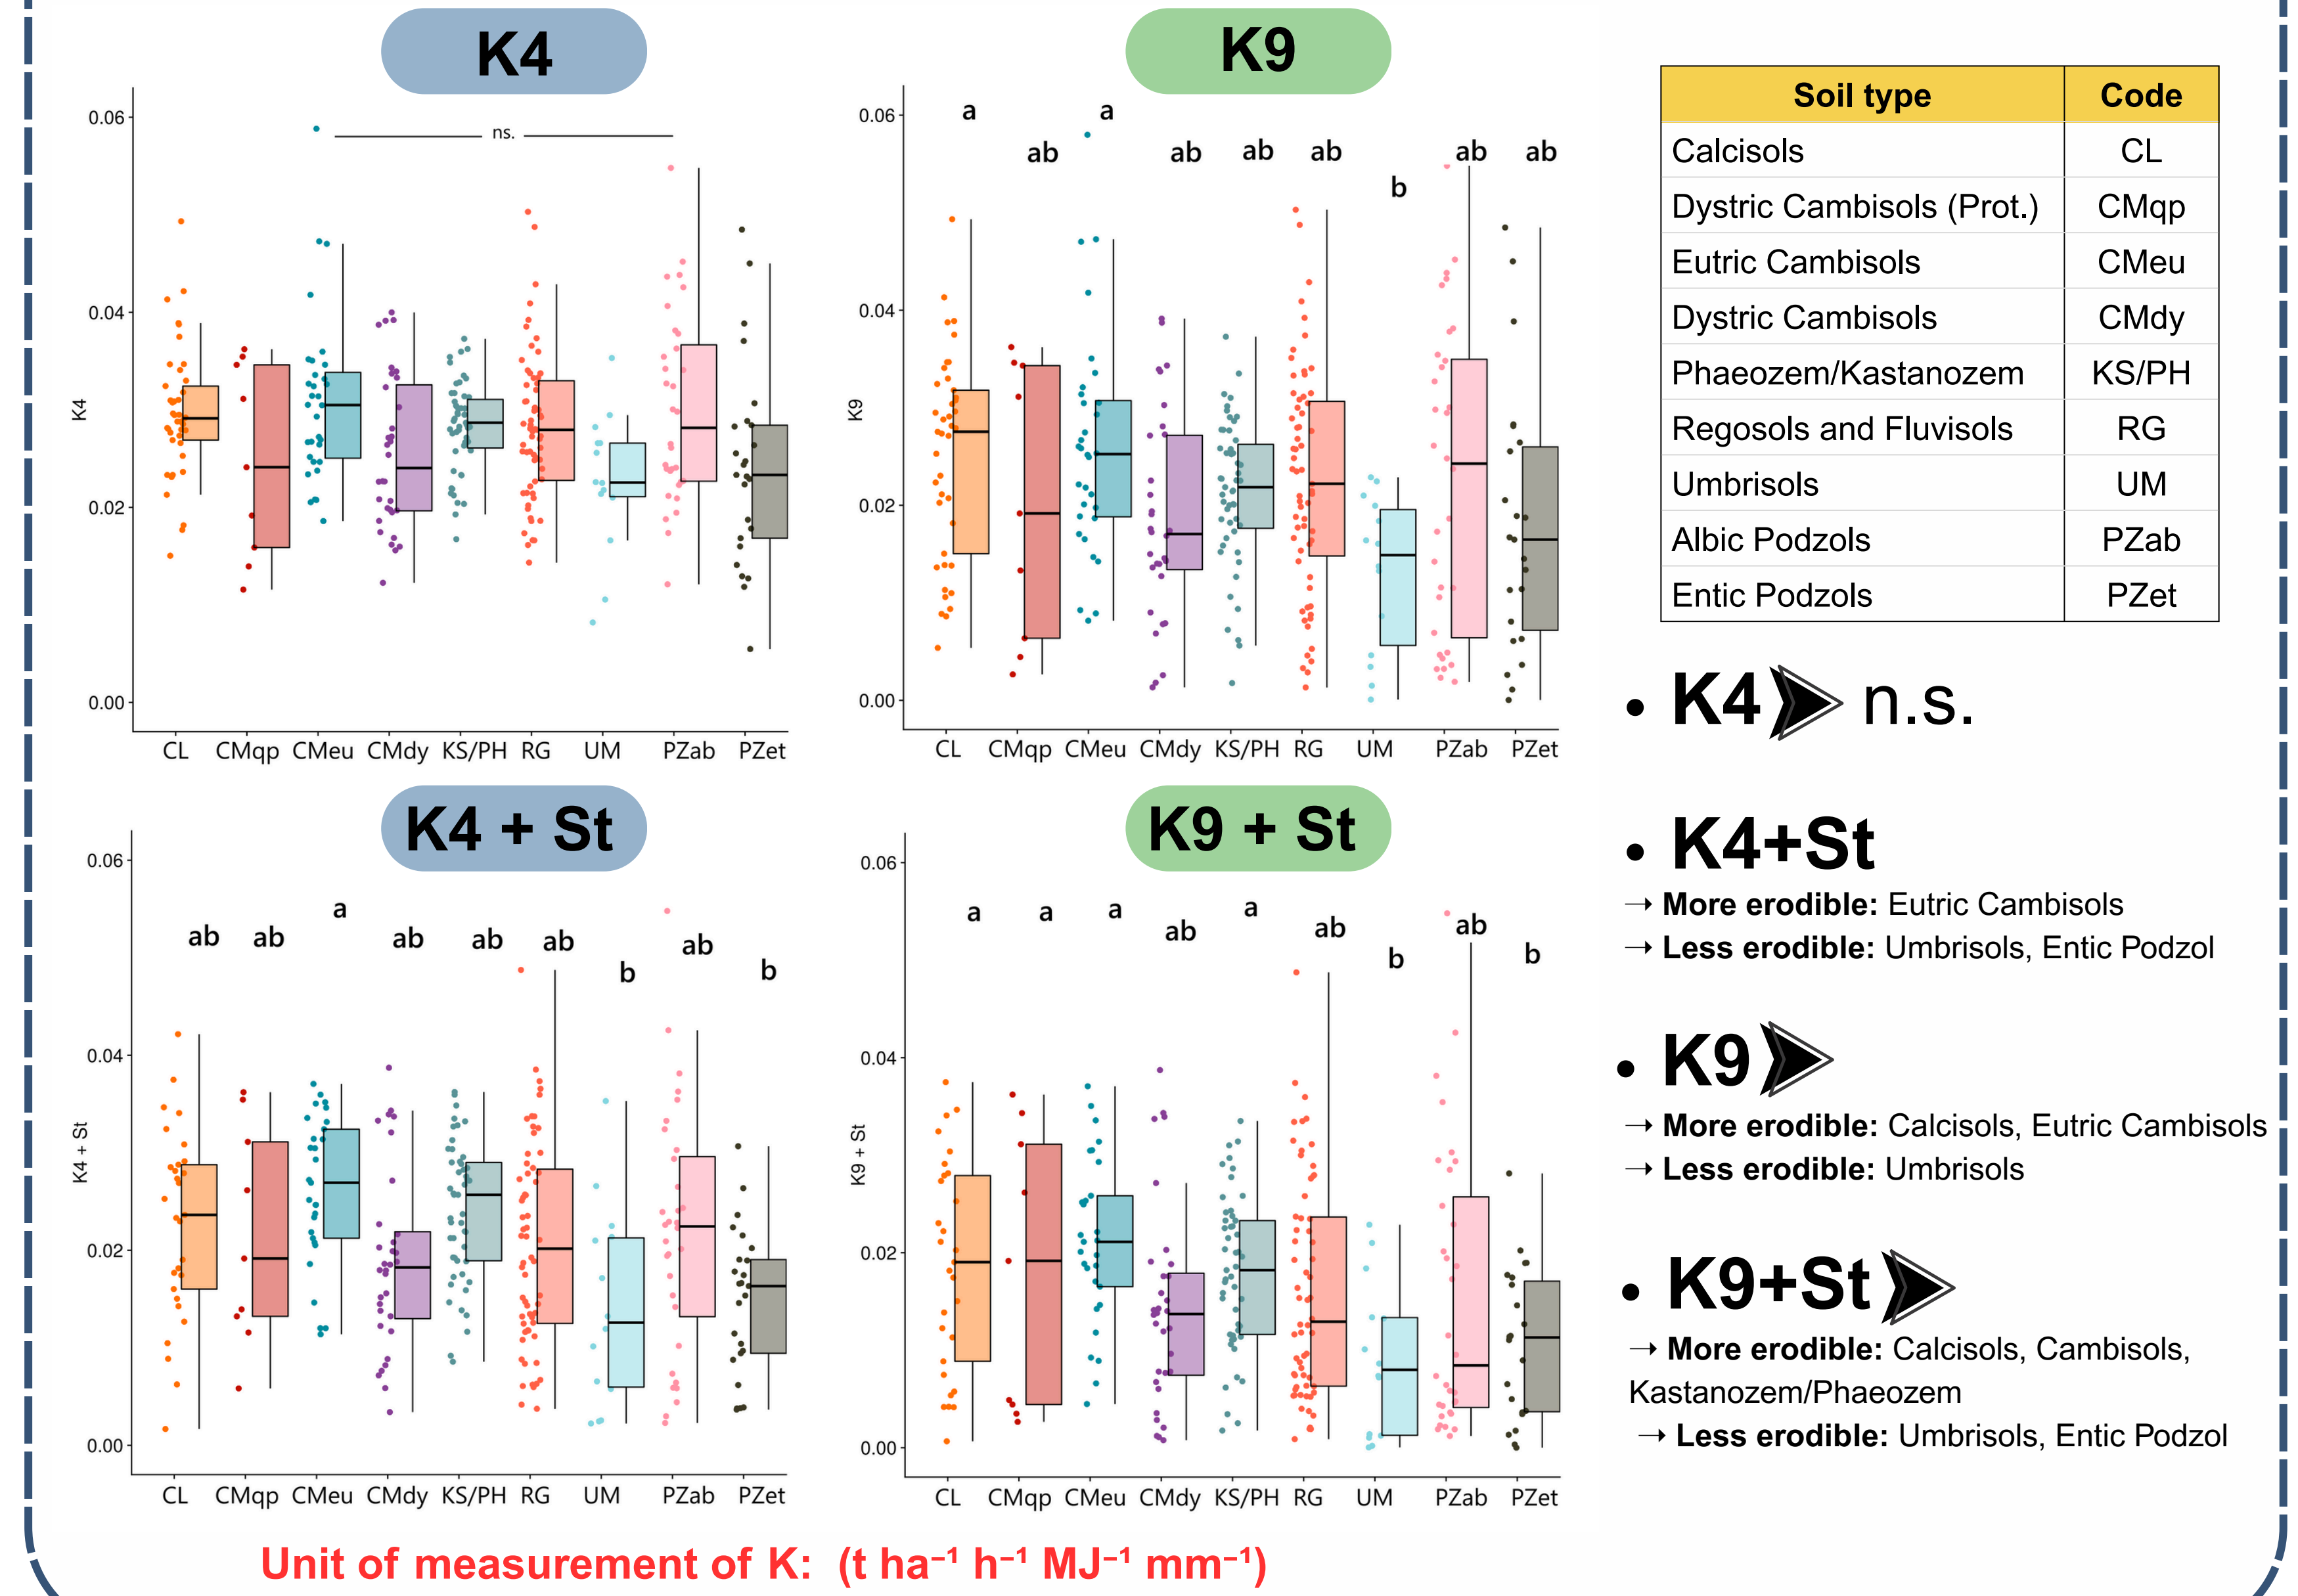 K4
0.06
0.04
0.02
0.00
K4
ns.
CL CMqp CMeu CMdy KS/PH RG UM PZab PZet
K9
0.06
0.04
0.02
0.00
K9
a ab a ab ab ab b ab ab
CL CMqp CMeu CMdy KS/PH RG UM PZab PZet
K4 + St
0.06
0.04
0.02
0.00
K4 + St
ab ab a ab ab ab b ab b
CL CMqp CMeu CMdy KS/PH RG UM PZab PZet
K9 + St
0.06
0.04
0.02
0.00
K9 + St
a a a ab a ab b ab b
CL CMqp CMeu CMdy KS/PH RG UM PZab PZet
Unit of measurement of K: (t ha⁻¹ h⁻¹ MJ⁻¹ mm⁻¹)
Soil type Code
Calcisols CL
Dystric Cambisols (Prot.) CMqp
Eutric Cambisols CMeu
Dystric Cambisols CMdy
Phaeozem/Kastanozem KS/PH
Regosols and Fluvisols RG
Umbrisols UM
Albic Podzols PZab
Entic Podzols PZet
• K4 n.s.
• K4+St
→ More erodible: Eutric Cambisols
→ Less erodible: Umbrisols, Entic Podzol
• K9
→ More erodible: Calcisols, Eutric Cambisols
→ Less erodible: Umbrisols
• K9+St
→ More erodible: Calcisols, Cambisols,
Kastanozem/Phaeozem
→ Less erodible: Umbrisols, Entic Podzol